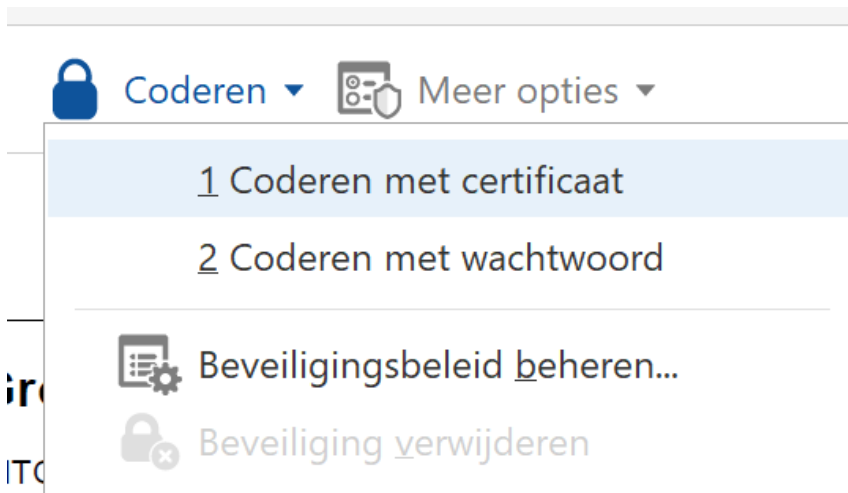 Coderen Meer opties
1 Coderen met certificaat
2 Coderen met wachtwoord
Beveiligingsbeleid beheren...
Beveiliging verwijderen